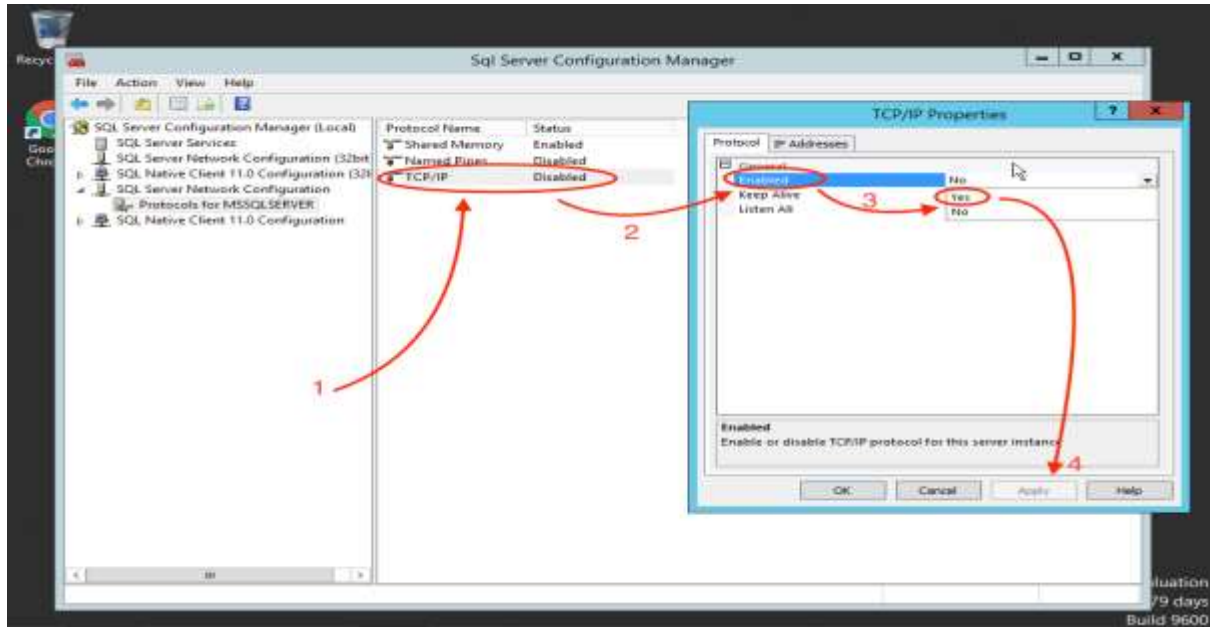 Recyc
Goo
Chro
Sql Server Configuration Manager
File Action View Help
SQL Server Configuration Manager (Local)
SQL Server Services
SQL Server Network Configuration (32bit
SQL Native Client 11.0 Configuration (32b
SQL Server Network Configuration
Protocols for MSSQLSERVER
SQL Native Client 11.0 Configuration
Protocol Name Status
Shared Memory Enabled
Named Pipes Disabled
TCP/IP Disabled
1
2
TCP/IP Properties
Protocol IP Addresses
General
Enabled No
Keep Alive Yes
Listen All No
3
Enabled
Enable or disable TCP/IP protocol for this server instance
4
OK Cancel Apply Help
luation
79 days
Build 9600